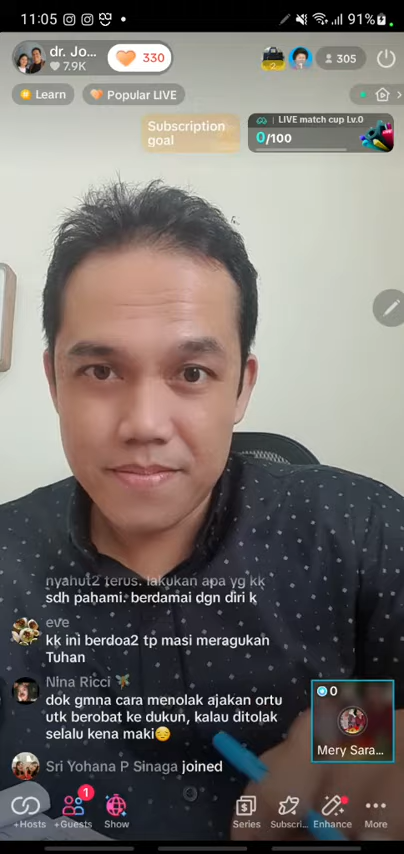 11:05
91%
dr. Jo...
7.9K
330
305
Learn
Popular LIVE
Subscription
goal
LIVE match cup Lv.0
0/100
nyahut2 terus. lakukan apa yg kk
sdh pahami. berdamai dgn diri k
eve
kk ini berdoa2 tp masi meragukan
Tuhan
NIna Ricci
dok gmna cara menolak ajakan ortu
utk berobat ke dukun, kalau ditolak
selalu kena maki
Sri Yohana P Sinaga joined
0
Mery Sara...
1
+Hosts
+Guests
Show
Series
Subscri...
Enhance
More